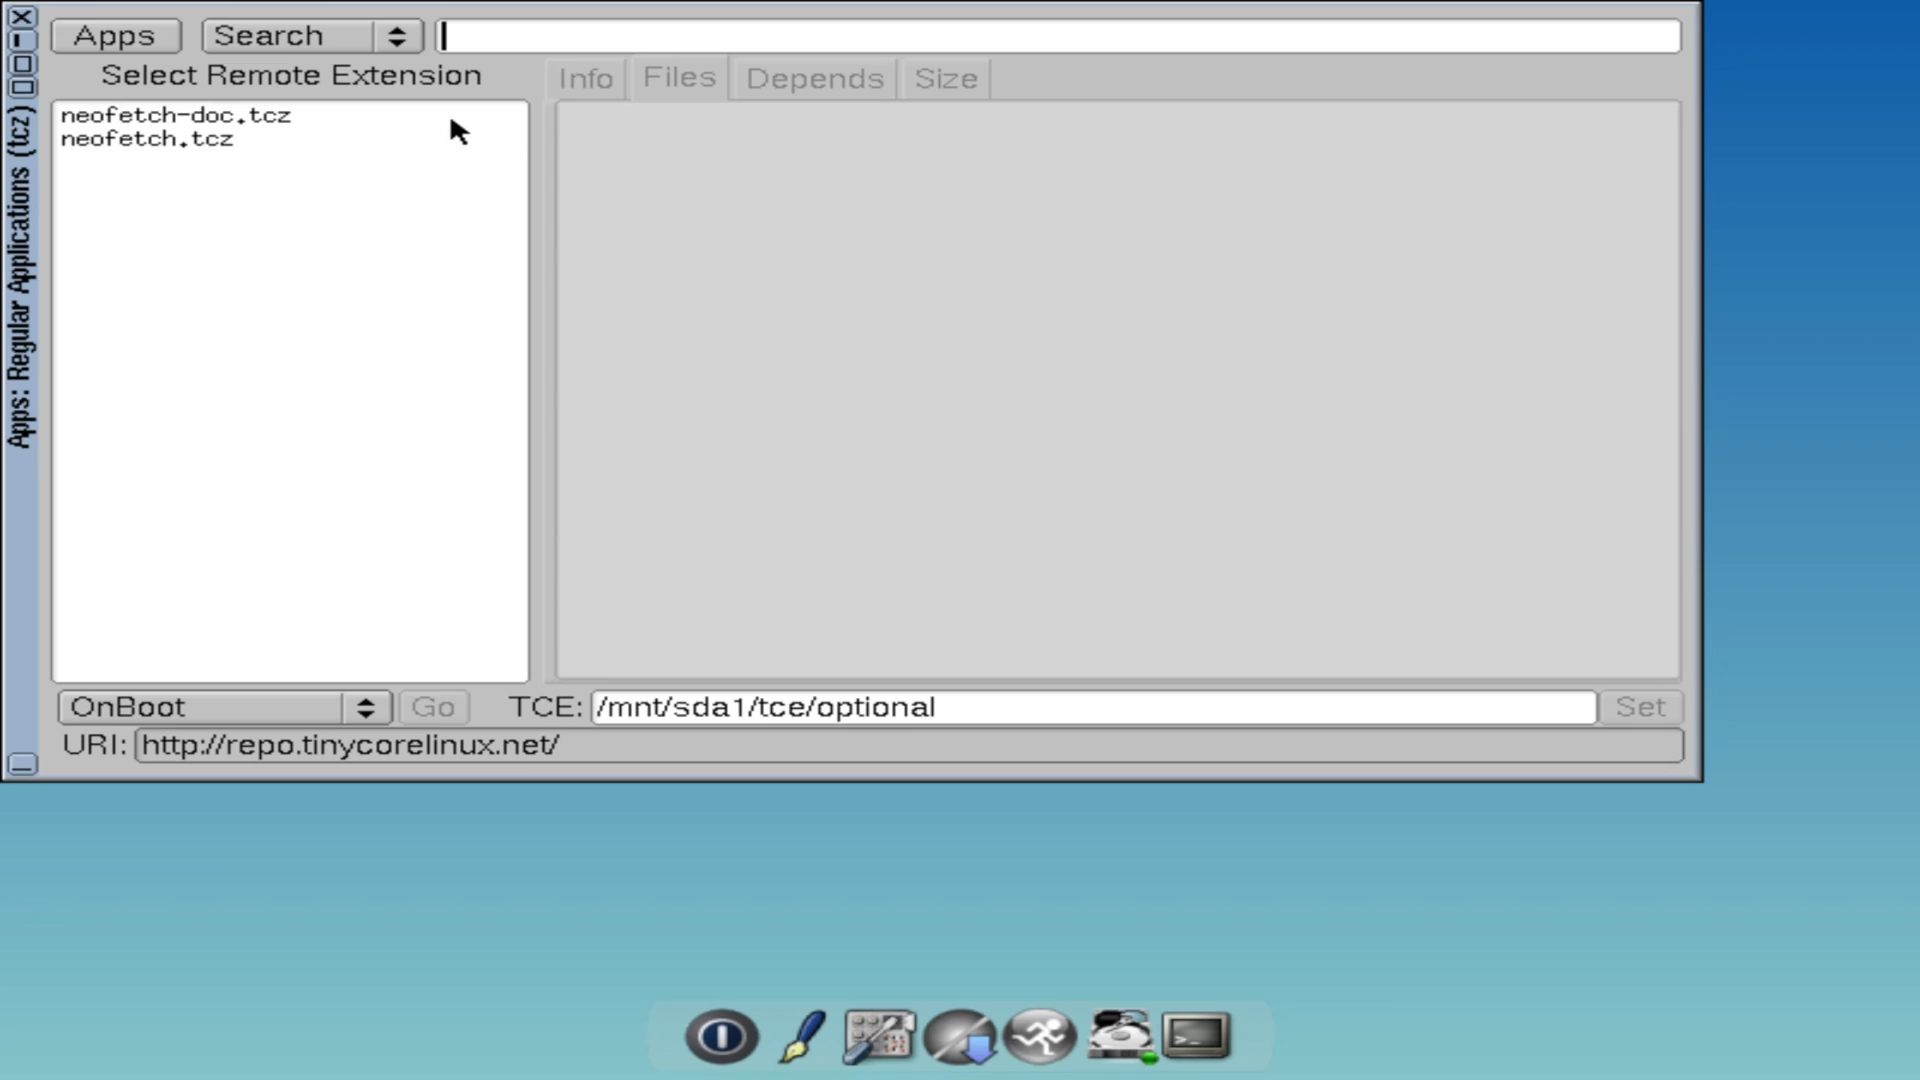 Apps: Regular Applications (tcz)
Apps
Search
Select Remote Extension
Info
Files
Depends
Size
neofetch-doc.tcz
neofetch.tcz
OnBoot
Go
TCE: /mnt/sda1/tce/optional
Set
URI: http://repo.tinycorelinux.net/
>_